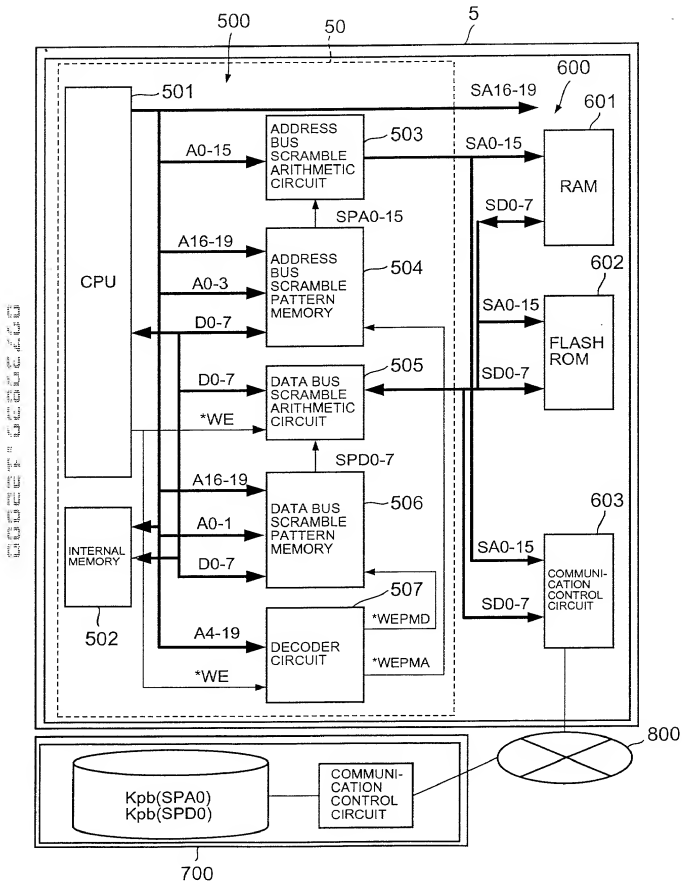 5
500
50
501
CPU
SA16-19
600
601
ADDRESS
BUS
SCRAMBLE
ARITHMETIC
CIRCUIT
503
A0-15
SA0-15
RAM
SPA0-15
SD0-7
A16-19
A0-3
D0-7
ADDRESS
BUS
SCRAMBLE
PATTERN
MEMORY
504
602
SA0-15
FLASH
ROM
SD0-7
505
D0-7
DATA BUS
SCRAMBLE
ARITHMETIC
CIRCUIT
*WE
SPD0-7
A16-19
A0-1
D0-7
DATA BUS
SCRAMBLE
PATTERN
MEMORY
506
603
INTERNAL
MEMORY
502
SA0-15
SD0-7
COMMUNI-
CATION
CONTROL
CIRCUIT
507
*WEPMD
A4-19
DECODER
CIRCUIT
*WEPMA
*WE
800
Kpb(SPA0)
Kpb(SPD0)
COMMUNI-
CATION
CONTROL
CIRCUIT
700